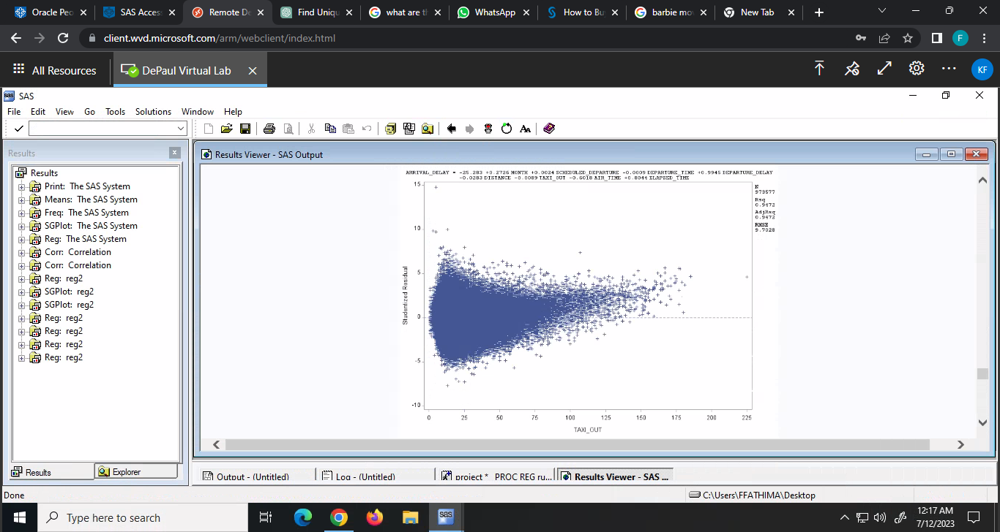 Oracle Peo
SAS Acces
Remote De
Find Uniqu
what are th
WhatsApp
How to Bu
barbie mov
New Tab
client.wvd.microsoft.com/arm/webclient/index.html
F
All Resources
DePaul Virtual Lab
KF
sas SAS
File Edit View Go Tools Solutions Window Help
Results
Results Viewer - SAS Output
Results
Print: The SAS System
Means: The SAS System
Freq: The SAS System
SGPlot: The SAS System
Reg: The SAS System
Corr: Correlation
Corr: Correlation
Reg: reg2
SGPlot: reg2
SGPlot: reg2
Reg: reg2
Reg: reg2
Reg: reg2
Reg: reg2
ARRIVAL_DELAY = -25.283 +0.2726 MONTH +0.0024 SCHEDULED_DEPARTURE -0.0009 DEPARTURE_TIME +0.9945 DEPARTURE_DELAY
-0.0283 DISTANCE -0.0089 TAXI_OUT -0.6018 AIR_TIME +0.8044 ELAPSED_TIME
N
973577
Rsq
0.9472
AdjRsq
0.9472
RMSE
9.7028
15
10
5
0
-5
-10
Studentized Residual
0 25 50 75 100 125 150 175 200 225
TAXI_OUT
Results
Explorer
Output - (Untitled)
Log - (Untitled)
project * PROC REG ru...
Results Viewer - SAS ...
Done
C:\Users\FFATHIMA\Desktop
Type here to search
sas
12:17 AM
7/12/2023